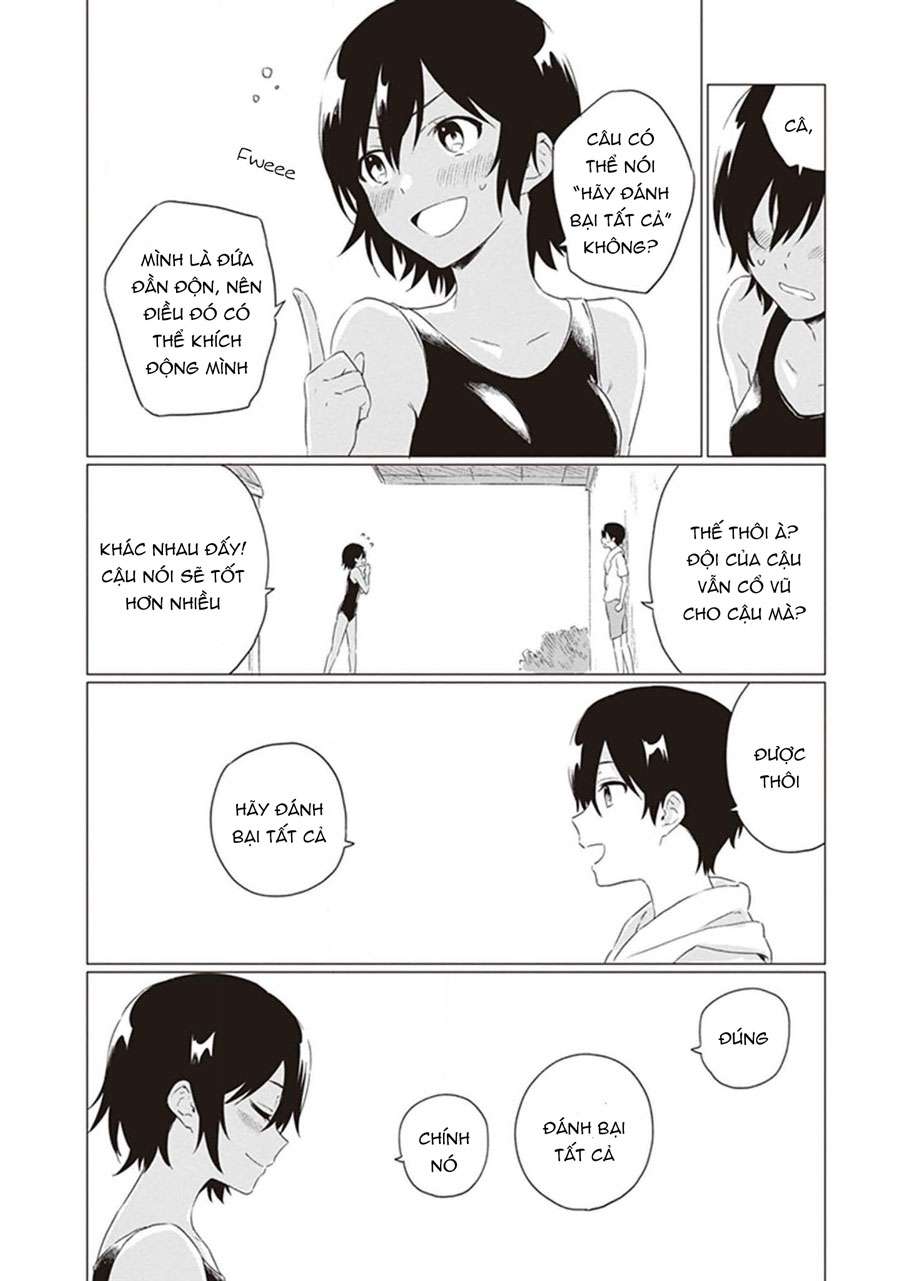 CÂ,
CÂU CÓ
THỂ NÓI
"HÃY ĐÁNH
BẠI TẤT CẢ"
KHÔNG?
Fweee
MÌNH LÀ ĐỨA
ĐẦN ĐỘN, NÊN
ĐIỀU ĐÓ CÓ
THỂ KHÍCH
ĐỘNG MÌNH
THẾ THÔI À?
ĐỘI CỦA CẬU
VẪN CỔ VŨ
CHO CẬU MÀ?
KHÁC NHAU ĐẤY!
CẬU NÓI SẼ TỐT
HƠN NHIỀU
ĐƯỢC
THÔI
HÃY ĐÁNH
BẠI TẤT CẢ
ĐÚNG
ĐÁNH BẠI
TẤT CẢ
CHÍNH
NÓ